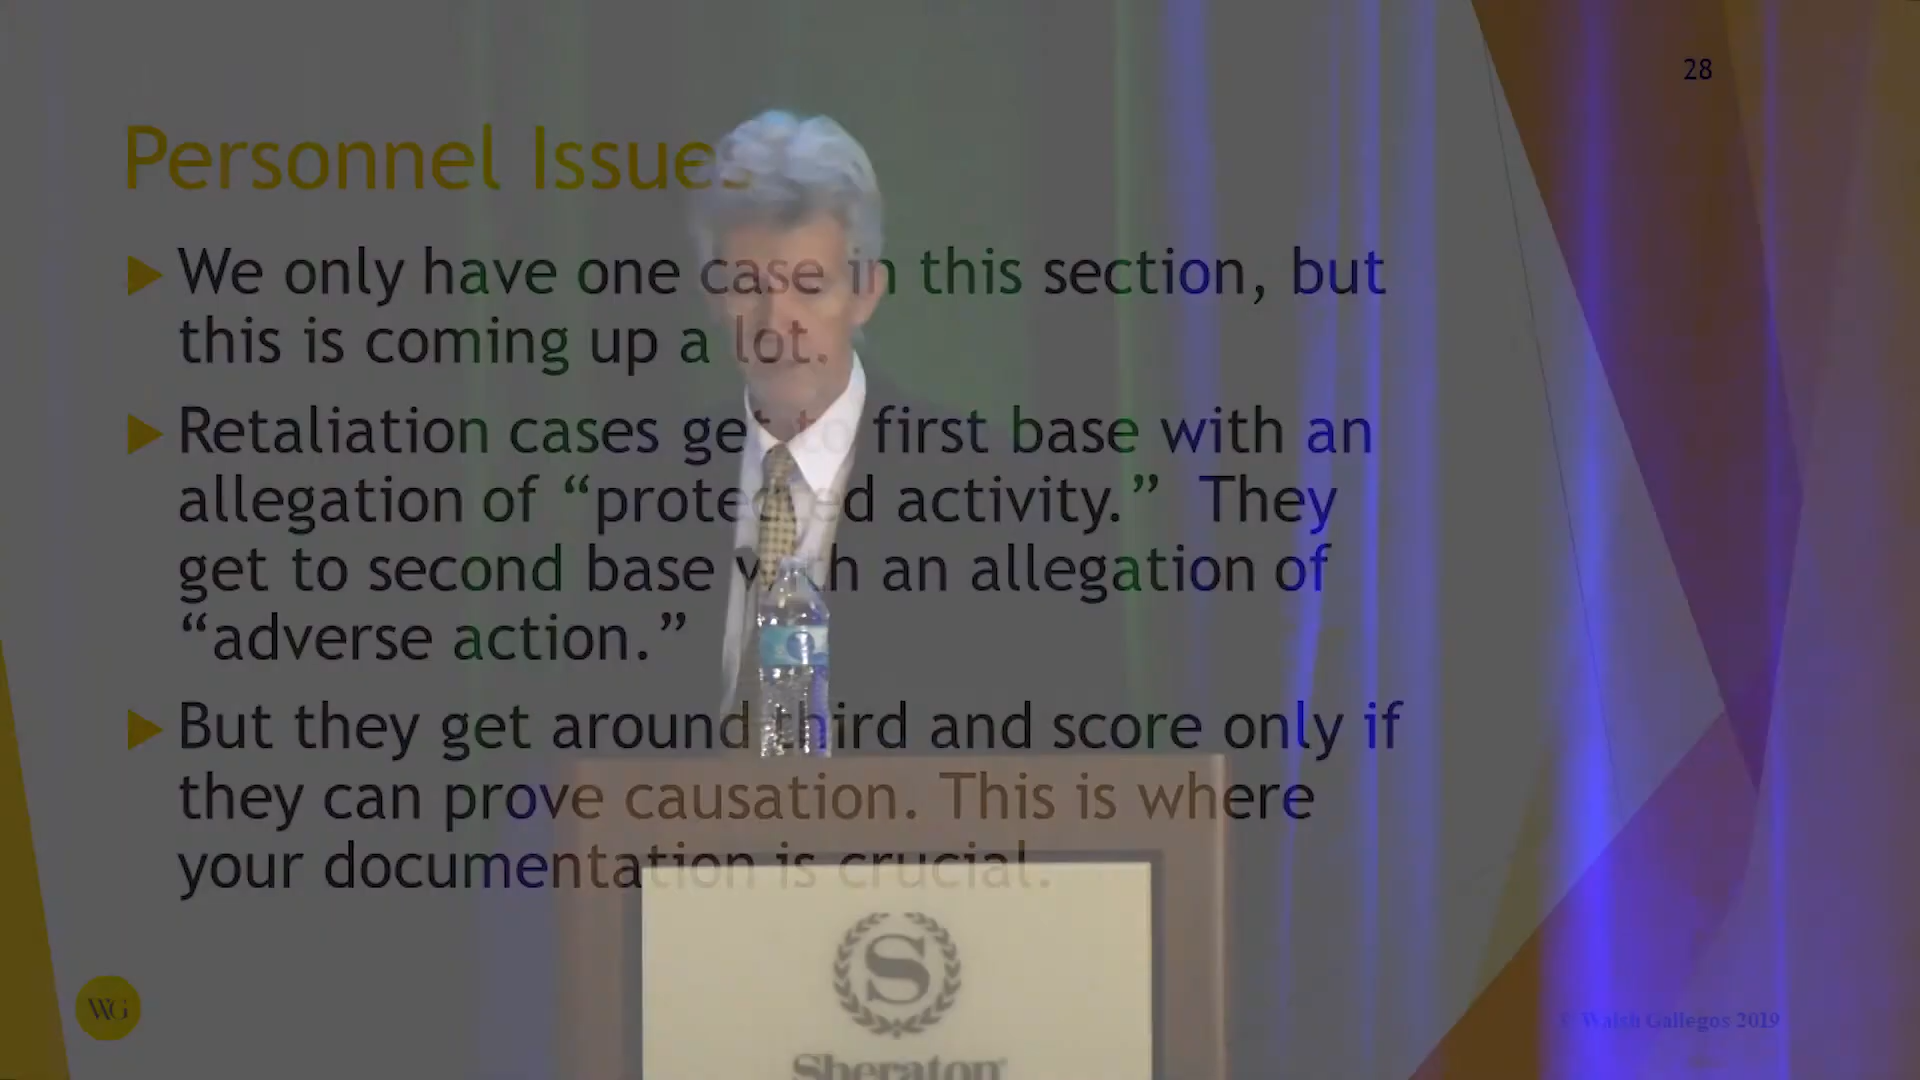 28
Personnel Issues
We only have one case in this section, but
this is coming up a lot.
Retaliation cases get to first base with an
allegation of “protected activity.” They
get to second base with an allegation of
“adverse action.”
But they get around third and score only if
they can prove causation. This is where
your documentation is crucial.
WG
© Walsh Gallegos 2019
S
Sheraton